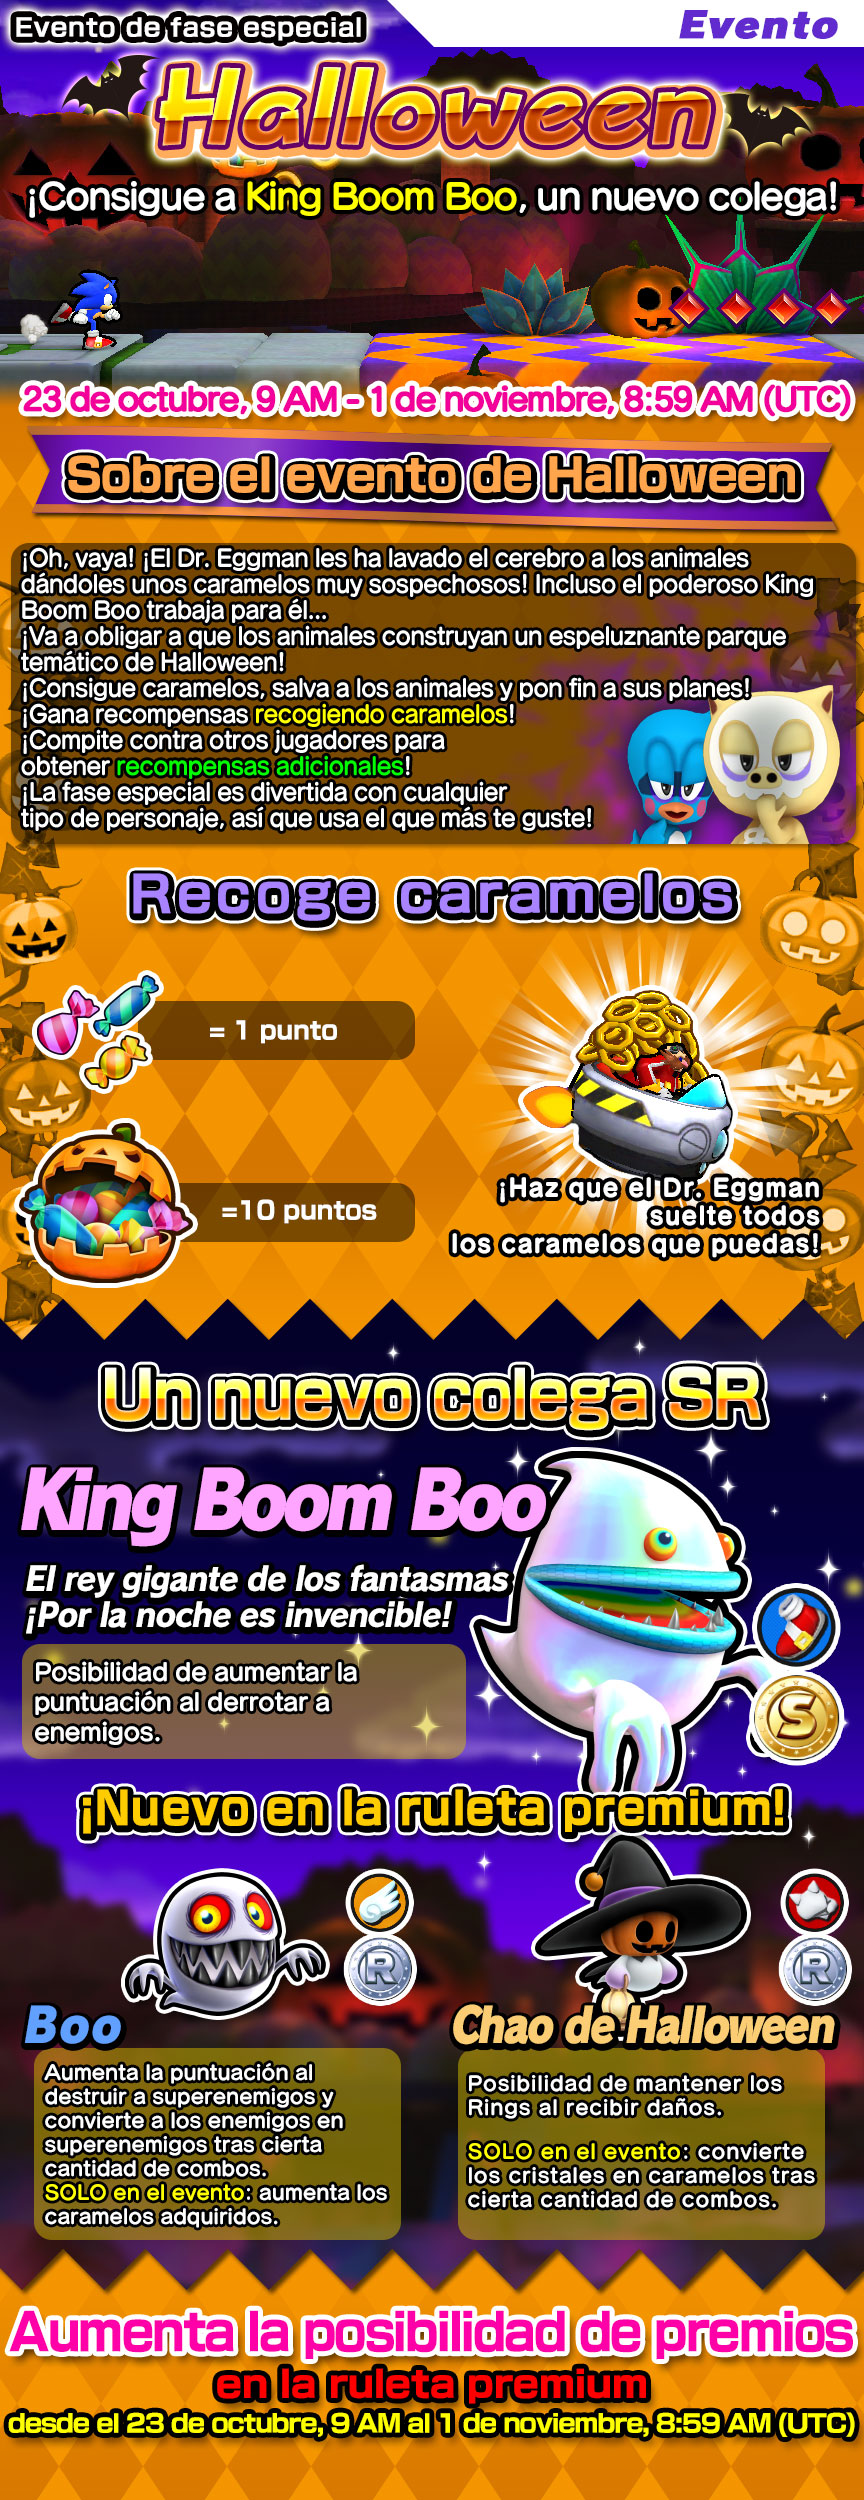 Evento de fase especial
Evento
Halloween
¡Consigue a King Boom Boo, un nuevo colega!
23 de octubre, 9 AM - 1 de noviembre, 8:59 AM (UTC)
Sobre el evento de Halloween
¡Oh, vaya! ¡El Dr. Eggman les ha lavado el cerebro a los animales
dándoles unos caramelos muy sospechosos! Incluso el poderoso King
Boom Boo trabaja para él...
¡Va a obligar a que los animales construyan un espeluznante parque
temático de Halloween!
¡Consigue caramelos, salva a los animales y pon fin a sus planes!
¡Gana recompensas recogiendo caramelos!
¡Compite contra otros jugadores para
obtener recompensas adicionales!
¡La fase especial es divertida con cualquier
tipo de personaje, así que usa el que más te guste!
Recoge caramelos
= 1 punto
=10 puntos
¡Haz que el Dr. Eggman
suelte todos
los caramelos que puedas!
Un nuevo colega SR
King Boom Boo
El rey gigante de los fantasmas
¡Por la noche es invencible!
Posibilidad de aumentar la
puntuación al derrotar a
enemigos.
S
¡Nuevo en la ruleta premium!
R
R
Boo
Aumenta la puntuación al
destruir a superenemigos y
convierte a los enemigos en
superenemigos tras cierta
cantidad de combos.
SOLO en el evento: aumenta los
caramelos adquiridos.
Chao de Halloween
Posibilidad de mantener los
Rings al recibir daños.
SOLO en el evento: convierte
los cristales en caramelos tras
cierta cantidad de combos.
Aumenta la posibilidad de premios
en la ruleta premium
desde el 23 de octubre, 9 AM al 1 de noviembre, 8:59 AM (UTC)